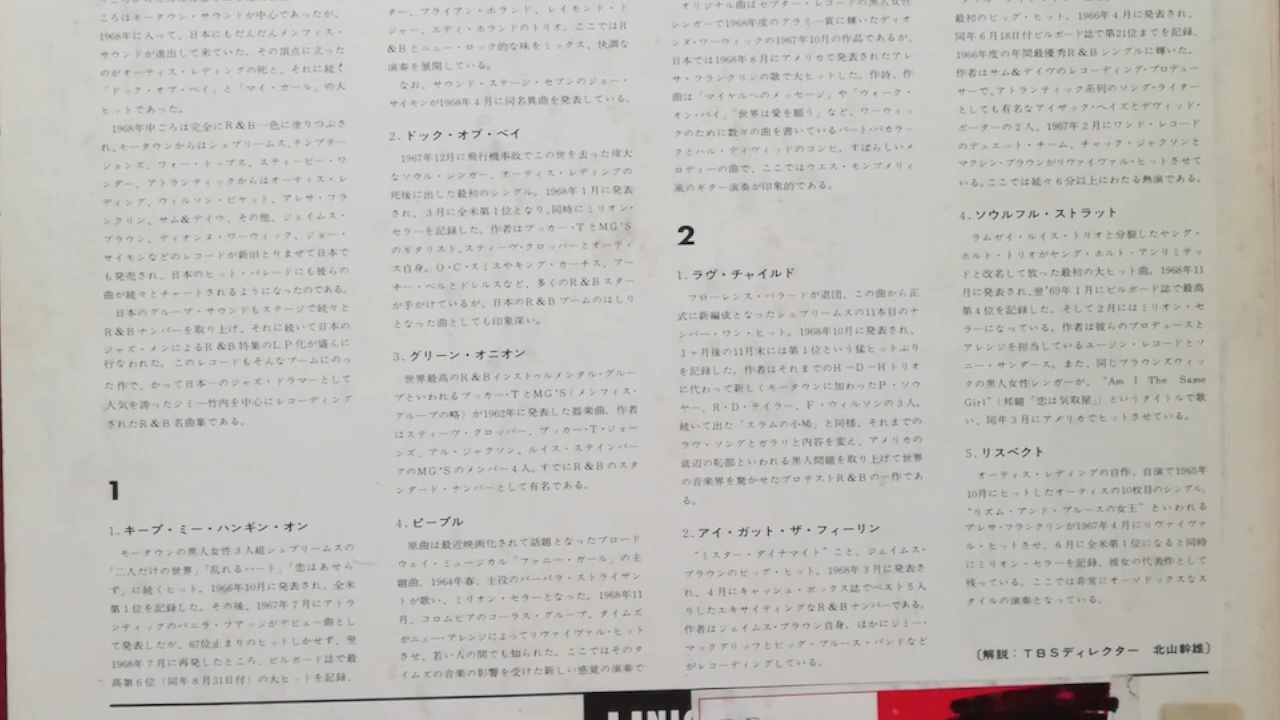 ころはモータウン・サウンドが中心であったが、
1968年に入って、日本にもだんだんメンフィス・
サウンドが進出して来ていた。その頂点に立った
のがオーティス・レディングの死と、それに続く
「ドック・オブ・ベイ」と「マイ・ガール」の大
ヒットであった。
1968年中ごろは完全にR&B一色に塗りつぶさ
れ、モータウンからはシュプリームス、テンプテー
ションズ、フォー・トップス、スティービー・ワ
ンダー、アトランティックからはオーティス・レ
ディング、ウィルソン・ピケット、アレサ・フラ
ンクリン、サム&デイヴ、その他、ジェイムス・
ブラウン、ディオンヌ・ワーウィック、ジョー・
サイモンなどのレコードが新旧とりまぜて日本で
も発売され、日本のヒット・パレードにも彼らの
曲が続々とチャートされるようになったのである。
日本のグループ・サウンドもステージで続々と
R&Bナンバーを取り上げ、それに続いて日本の
ジャズ・メンによるR&B特集のLP化が盛んに
行なわれた。このレコードもそんなブームにのっ
た作で、かって日本一のジャズ・ドラマーとして
人気を誇ったジミー竹内を中心にレコーディング
されたR&B名曲集である。
1
1.キープ・ミー・ハンギン・オン
モータウンの黒人女性3人組シュプリームスの
「二人だけの世界」「乱れるハート」「恋はあせら
ず」に続くヒット。1966年10月に発表され、全米
第1位を記録した。その後、1967年7月にアトラ
ンティックのバニラ・ファッジがデビュー曲とし
て発表したが、67位止まりのヒットしかせず、翌
1968年7月に再発したところ、ビルボード誌で最
高第6位(同年8月31日付)の大ヒットを記録、
ター、ブライアン・ホランド、レイモンド・ド
ジャー、エディ・ホランドのトリオ。ここではR
&Bとニュー・ロック的な味をミックス、快調な
演奏を展開している。
なお、サウンド・ステージ・セブンのジョー・
サイモンが1968年4月に同名異曲を発表している。
2.ドック・オブ・ベイ
1967年12月に飛行機事故でこの世を去った偉大
なソウル・シンガー、オーティス・レディングの
死後に出した最初のシングル。1968年1月に発表
され、3月に全米第1位となり、同時にミリオン・
セラーを記録した。作者はブッカー・TとMG'S
のギタリスト、スティーヴ・クロッパーとオーティ
ス自身。O・C・スミスやキング・カーチス、アー
チー・ベルとドレルスなど、多くのR&Bスター
が手がけているが、日本のR&Bブームのはしり
となった曲としても印象深い。
3.グリーン・オニオン
世界最高のR&Bインストゥルメンタル・グルー
プといわれるブッカー・TとMG'S(メンフィス・
グループの略)が1962年に発表した器楽曲。作者
はスティーヴ・クロッパー、ブッカー・T・ジョー
ンズ、アル・ジャクソン、ルイス・ステインバー
グのMG'Sのメンバー4人。すでにR&Bのスタ
ンダード・ナンバーとして有名である。
4.ピープル
原曲は最近映画化されて話題となったブロード
ウェイ・ミュージカル「ファニー・ガール」の主
題曲。1964年春、主役のバーバラ・ストライザン
トが歌い、ミリオン・セラーとなった。1968年11
月、コロムビアのコーラス・グループ、タイムズ
がニュー・アレンジによってリヴァイヴァル・ヒット
させ、若い人の間でも知られた。ここではそのタ
イムズの音楽の影響を受けた新しい感覚の演奏で
オリジナル曲はセプター・レコードの黒人女性
シンガーで1968年度のグラミー賞に輝いたディオ
ンヌ・ワーウィックの1967年10月の作品であるが、
日本では1968年8月にアメリカで発表されたアレ
サ・フランクリンの歌で大ヒットした。作詩、作
曲は「マイケルへのメッセージ」や「ウォーク・
オン・バイ」「世界は愛を願う」など、ワーウィッ
クのために数々の曲を書いているバート・バカラッ
クとハル・ディヴィッドのコンビ。すばらしいメ
ロディーの曲で、ここではウエス・モンゴメリィ
風のギター演奏が印象的である。
2
1.ラヴ・チャイルド
フローレンス・バラードが退団、この曲から正
式に新編成となったシュプリームスの11本目のナ
ンバー・ワン・ヒット。1968年10月に発表され、
1ヶ月後の11月末には第1位という猛ヒットぶり
を記録した。作者はそれまでのH-D-Hトリオ
に代わって新しくモータウンに加わったP・ソウ
ヤー、R・D・テイラー、F・ウィルソンの3人。
続いて出た「スラムの小鳩」と同様、それまでの
ラヴ・ソングとガラリと内容を変え、アメリカの
底辺の恥部といわれる黒人問題を取り上げて世界
の音楽界を驚かせたプロテストR&Bの一作であ
る。
2.アイ・ガット・ザ・フィーリン
"ミスター・ダイナマイト"こと、ジェイムス・
ブラウンのビッグ・ヒット。1968年3月に発表さ
れ、4月にキャッシュ・ボックス誌でベスト5入
りしたエキサイティングなR&Bナンバーである。
作者はジェイムス・ブラウン自身。ほかにジミー・
マックグリフとビッグ・ブルース・バンドなど
がレコーディングしている。
最初のビッグ・ヒット。1966年4月に発表され、
同年6月18日付ビルボード誌で第21位までを記録、
1966年度の年間最優秀R&Bシングルに輝いた。
作者はサム&デイヴのレコーディング・プロデュー
サーで、アトランティック系列のソング・ライター
としても有名なアイザック・ヘイズとデヴィッド・
ポーターの2人。1967年2月にワンド・レコード
のデュエット・チーム、チャック・ジャクソンと
マクシン・ブラウンがリヴァイヴァル・ヒットさせて
いる。ここでは延々6分以上にわたる熱演である。
4.ソウルフル・ストラット
ラムゼイ・ルイス・トリオと分裂したヤング・
ホルト・トリオがヤング・ホルト・アンリミテッ
ドと改名して放った最初の大ヒット曲。1968年11
月に発表され、翌'69年1月にビルボード誌で最高
第4位を記録した。そして2月にはミリオン・セ
ラーになっている。作者は彼らのプロデュースと
アレンジを担当しているユージン・レコードとソ
ニー・サンダース。また、同じブラウンズウィッ
クの黒人女性シンガーが、"Am I The Same
Girl"(邦題「恋は気取屋」)というタイトルで歌
い、同年3月にアメリカでヒットさせている。
5.リスペクト
オーティス・レディングの自作、自演で1965年
10月にヒットしたオーティスの10枚目のシングル。
"リズム・アンド・ブルースの女王"といわれる
アレサ・フランクリンが1967年4月にリヴァイヴァ
ル・ヒットさせ、6月に全米第1位になると同時
にミリオン・セラーを記録、彼女の代表作として
残っている。ここでは非常にオーソドックスなス
タイルの演奏となっている。
〔解説:TBSディレクター 北山幹雄〕